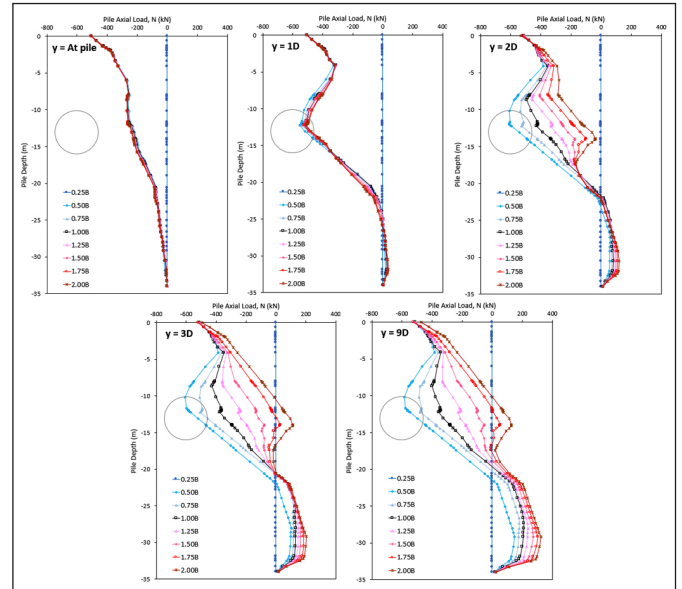 Pile Axial Load, N (kN)
-800 -600 -400 -200 0 200
y = At pile
0
-5
-10
-15
-20
-25
-30
-35
Pile Depth (m)
0.25B
0.50B
0.75B
1.00B
1.25B
1.50B
1.75B
2.00B
Pile Axial Load, N (kN)
-800 -600 -400 -200 0 200
y = 1D
0
-5
-10
-15
-20
-25
-30
-35
Pile Depth (m)
0.25B
0.50B
0.75B
1.00B
1.25B
1.50B
1.75B
2.00B
Pile Axial Load, N (kN)
-800 -600 -400 -200 0 200 400
y = 2D
0
-5
-10
-15
-20
-25
-30
-35
Pile Depth (m)
0.25B
0.50B
0.75B
1.00B
1.25B
1.50B
1.75B
2.00B
Pile Axial Load, N (kN)
-800 -600 -400 -200 0 200 400
y = 3D
0
-5
-10
-15
-20
-25
-30
-35
Pile Depth (m)
0.25B
0.50B
0.75B
1.00B
1.25B
1.50B
1.75B
2.00B
Pile Axial Load, N (kN)
-800 -600 -400 -200 0 200 400
y = 9D
0
-5
-10
-15
-20
-25
-30
-35
Pile Depth (m)
0.25B
0.50B
0.75B
1.00B
1.25B
1.50B
1.75B
2.00B